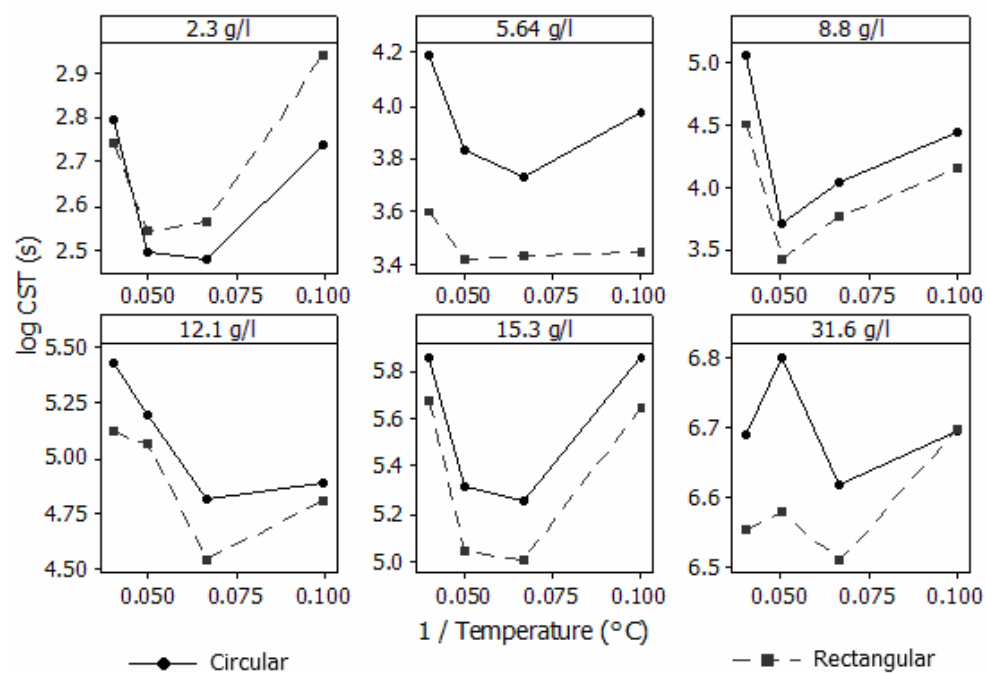 2.3 g/l
5.64 g/l
8.8 g/l
2.9
2.8
2.7
2.6
2.5
4.2
4.0
3.8
3.6
3.4
5.0
4.5
4.0
3.5
0.050 0.075 0.100
0.050 0.075 0.100
0.050 0.075 0.100
log CST (s)
12.1 g/l
15.3 g/l
31.6 g/l
5.50
5.25
5.00
4.75
4.50
5.8
5.6
5.4
5.2
5.0
6.8
6.7
6.6
6.5
0.050 0.075 0.100
0.050 0.075 0.100
0.050 0.075 0.100
1 / Temperature (°C)
Circular
Rectangular